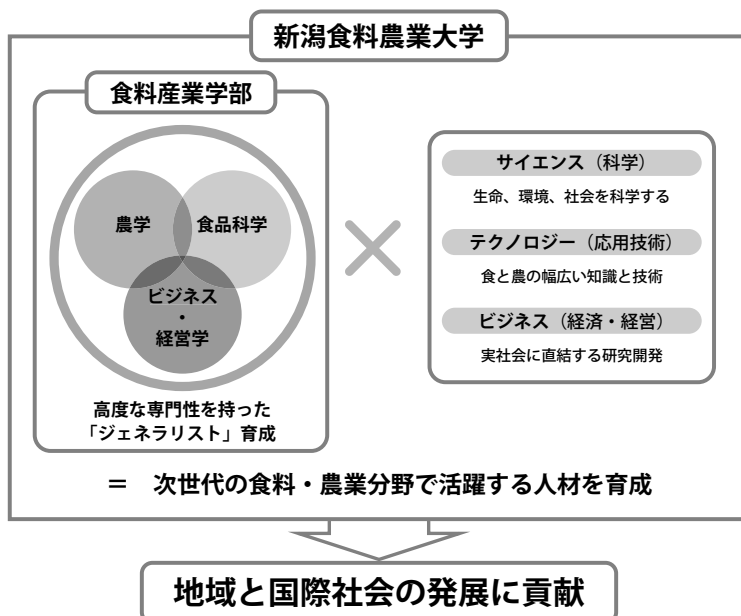 新潟食料農業大学
食料産業学部
農学
食品科学
ビジネス
・
経営学
高度な専門性を持った
「ジェネラリスト」育成
×
サイエンス（科学）
生命、環境、社会を科学する
テクノロジー（応用技術）
食と農の幅広い知識と技術
ビジネス（経済・経営）
実社会に直結する研究開発
＝　次世代の食料・農業分野で活躍する人材を育成
地域と国際社会の発展に貢献